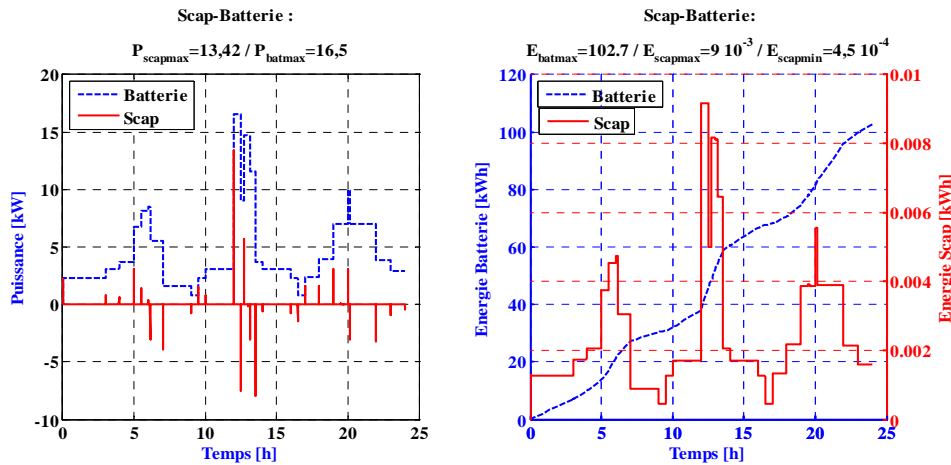 Scap-Batterie :
P_scapmax=13,42 / P_batmax=16,5
20
15
10
5
0
-5
-10
Puissance [kW]
Batterie
Scap
0
5
10
15
20
25
Temps [h]
Scap-Batterie:
E_batmax=102.7 / E_scapmax=9 10^-3 / E_scapmin=4,5 10^-4
120
100
80
60
40
20
0
Energie Batterie [kWh]
Batterie
Scap
0
5
10
15
20
25
Temps [h]
0.01
0.008
0.006
0.004
0.002
0
Energie Scap [kWh]